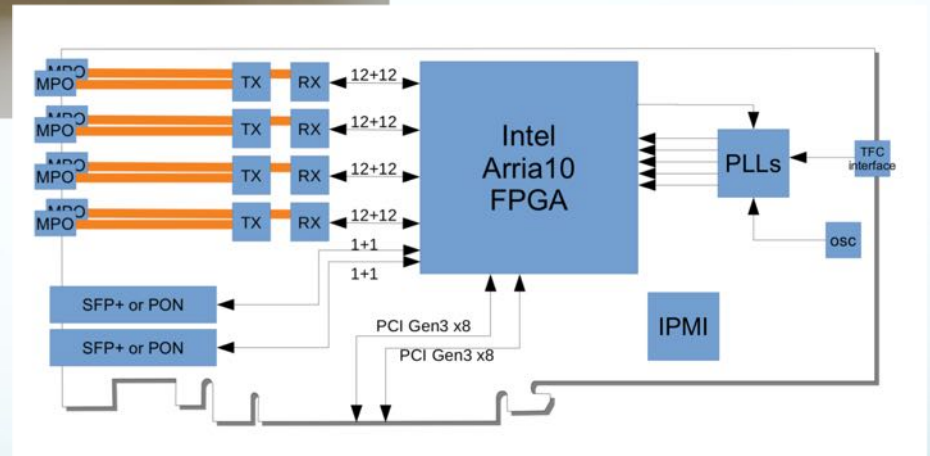 MPO
MPO
TX
RX
12+12
MPO
MPO
TX
RX
12+12
MPO
MPO
TX
RX
12+12
MPO
MPO
TX
RX
12+12
1+1
1+1
SFP+ or PON
SFP+ or PON
Intel
Arria10
FPGA
PLLs
TFC
interface
osc
IPMI
PCI Gen3 x8
PCI Gen3 x8